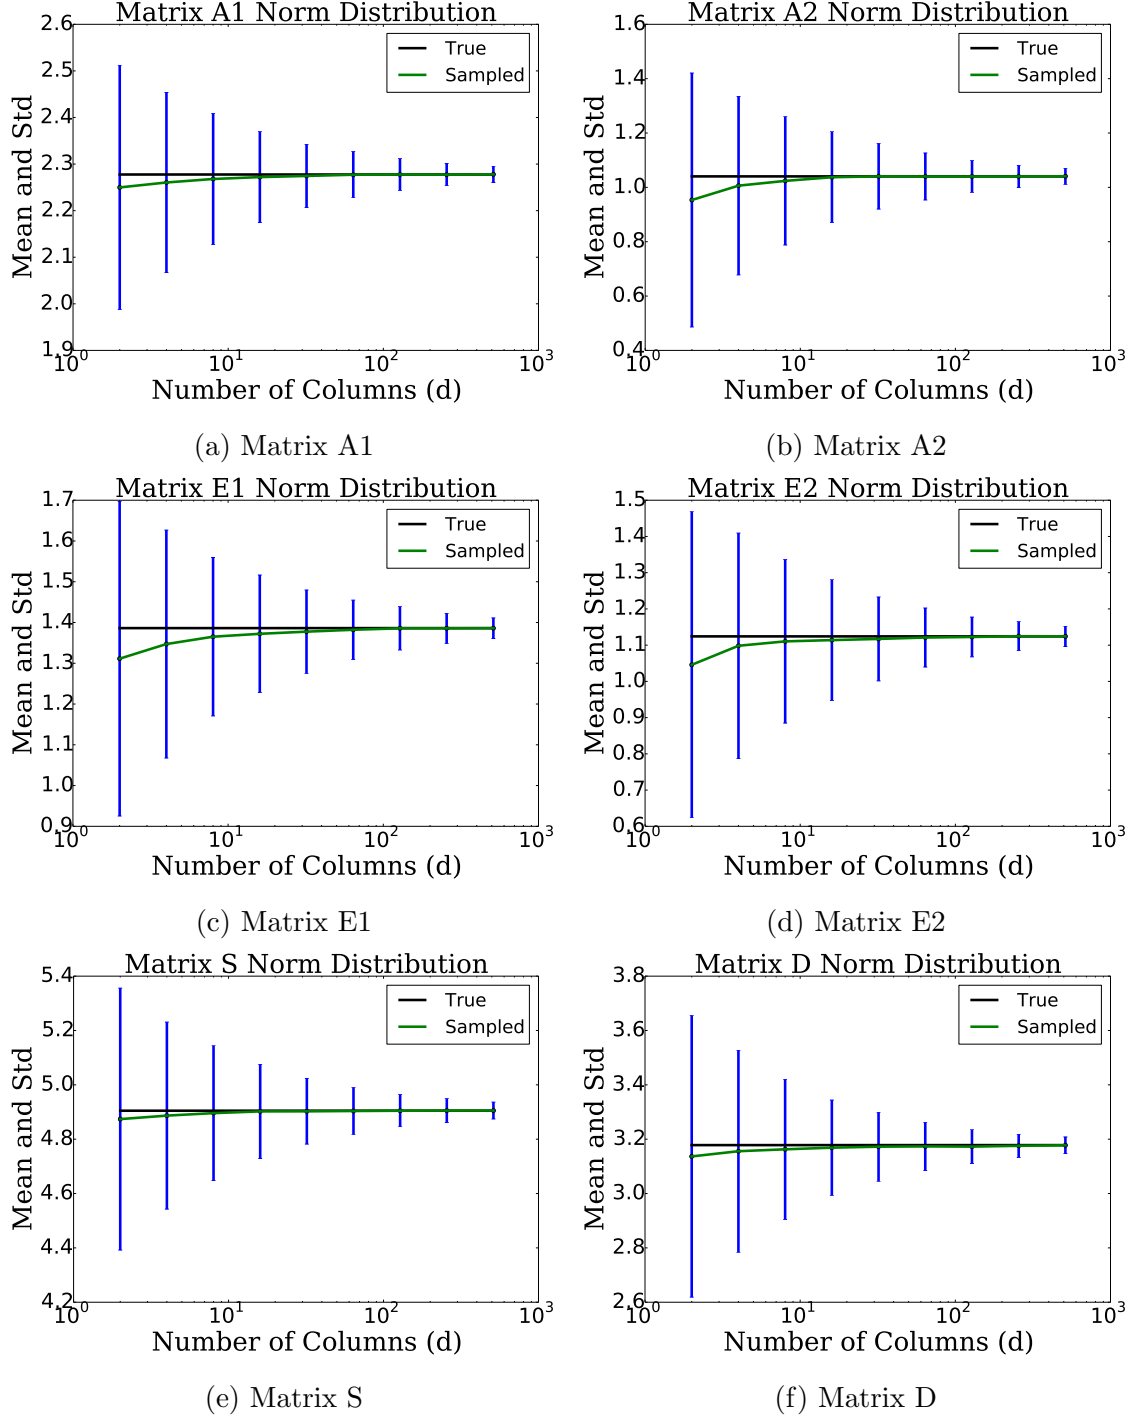 Matrix A1 Norm Distribution
2.6
2.5
2.4
2.3
2.2
2.1
2.0
1.9
Mean and Std
True
Sampled
10^0 10^1 10^2 10^3
Number of Columns (d)
(a) Matrix A1
Matrix A2 Norm Distribution
1.6
1.4
1.2
1.0
0.8
0.6
0.4
Mean and Std
True
Sampled
10^0 10^1 10^2 10^3
Number of Columns (d)
(b) Matrix A2
Matrix E1 Norm Distribution
1.7
1.6
1.5
1.4
1.3
1.2
1.1
1.0
0.9
Mean and Std
True
Sampled
10^0 10^1 10^2 10^3
Number of Columns (d)
(c) Matrix E1
Matrix E2 Norm Distribution
1.5
1.4
1.3
1.2
1.1
1.0
0.9
0.8
0.7
0.6
Mean and Std
True
Sampled
10^0 10^1 10^2 10^3
Number of Columns (d)
(d) Matrix E2
Matrix S Norm Distribution
5.4
5.2
5.0
4.8
4.6
4.4
4.2
Mean and Std
True
Sampled
10^0 10^1 10^2 10^3
Number of Columns (d)
(e) Matrix S
Matrix D Norm Distribution
3.8
3.6
3.4
3.2
3.0
2.8
2.6
Mean and Std
True
Sampled
10^0 10^1 10^2 10^3
Number of Columns (d)
(f) Matrix D